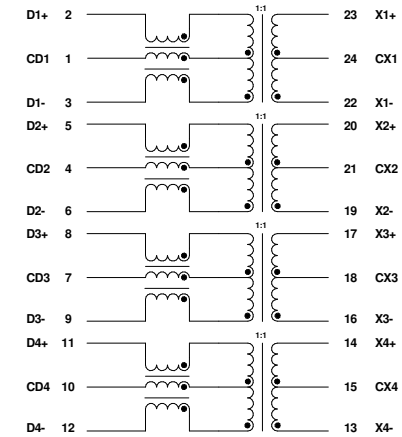 1:1
D1+ 2 23 X1+
CD1 1 24 CX1
D1- 3 22 X1-
1:1
D2+ 5 20 X2+
CD2 4 21 CX2
D2- 6 19 X2-
1:1
D3+ 8 17 X3+
CD3 7 18 CX3
D3- 9 16 X3-
1:1
D4+ 11 14 X4+
CD4 10 15 CX4
D4- 12 13 X4-